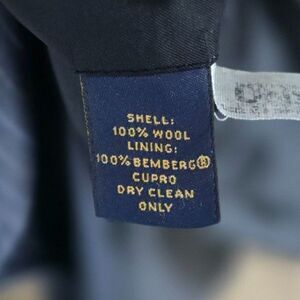 SHELL:
100% WOOL
LINING:
100% BEMBERG®
CUPRO
DRY CLEAN
ONLY